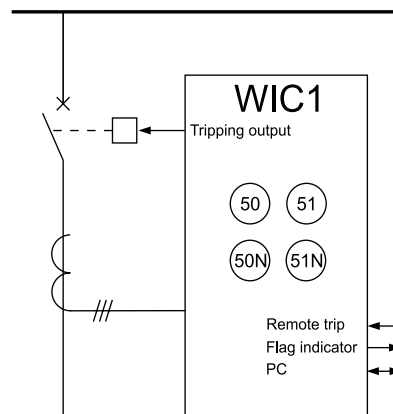 WIC1
Tripping output
50 51
50N 51N
Remote trip
Flag indicator
PC